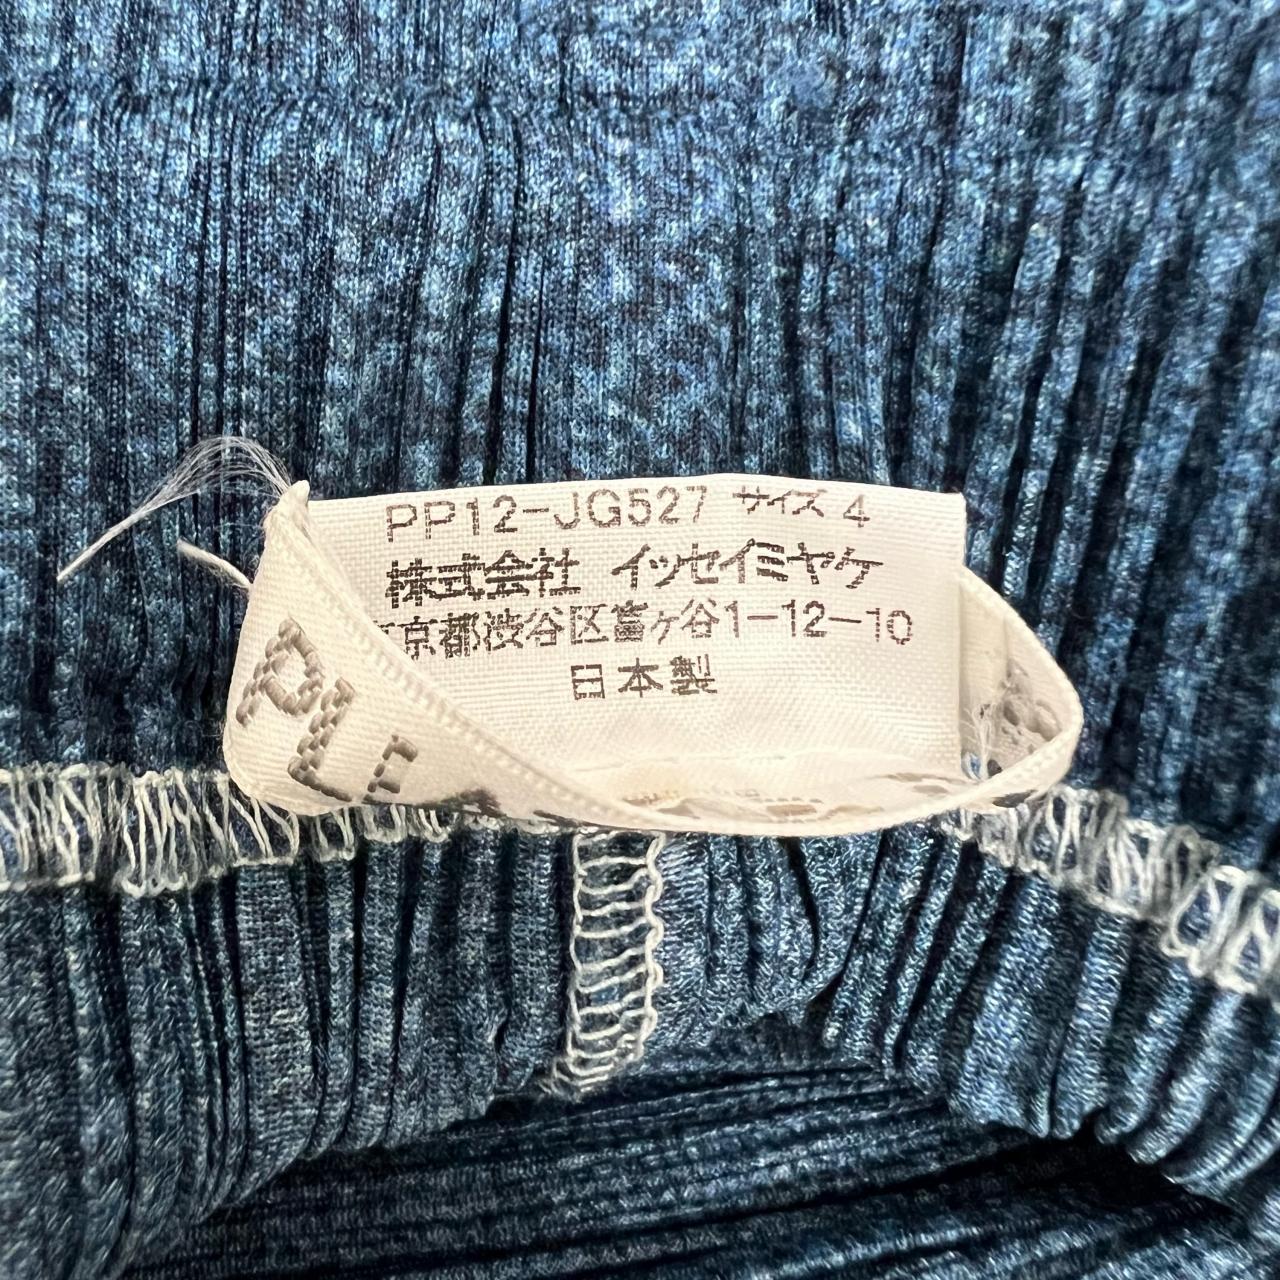 PP12-JG527 サイズ 4
株式会社 イッセイミヤケ
東京都渋谷区富ヶ谷1-12-10
日本製
PLE